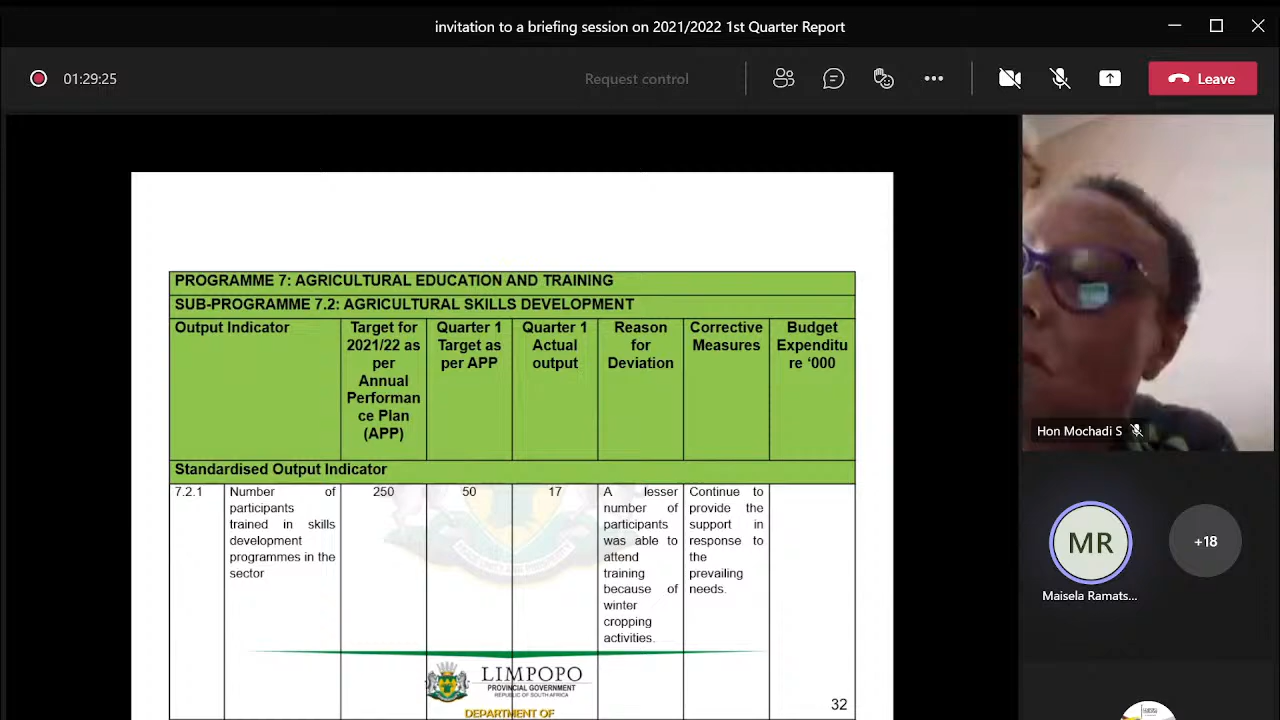 invitation to a briefing session on 2021/2022 1st Quarter Report
01:29:25
Request control
Leave
PROGRAMME 7: AGRICULTURAL EDUCATION AND TRAINING
SUB-PROGRAMME 7.2: AGRICULTURAL SKILLS DEVELOPMENT
Output Indicator
Target for
2021/22 as
per
Annual
Performan
ce Plan
(APP)
Quarter 1
Target as
per APP
Quarter 1
Actual
output
Reason
for
Deviation
Corrective
Measures
Budget
Expenditu
re ‘000
Standardised Output Indicator
7.2.1
Number of
participants
trained in skills
development
programmes in the
sector
250
50
17
A lesser
number of
participants
was able to
attend
training
because of
winter
cropping
activities.
Continue to
provide the
support in
response to
the
prevailing
needs.
LIMPOPO
PROVINCIAL GOVERNMENT
REPUBLIC OF SOUTH AFRICA
DEPARTMENT OF
32
Hon Mochadi S
MR
+18
Maisela Ramats...